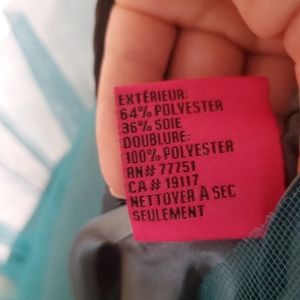 EXTÉRIEUR:
64% POLYESTER
36% SOIE
DOUBLURE:
100% POLYESTER
RN# 77751
CA# 19117
NETTOYER À SEC
SEULEMENT